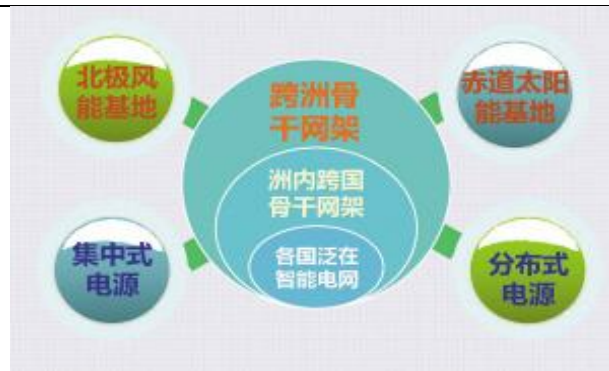 北极风
能基地
赤道太阳
能基地
跨洲骨
干网架
洲内跨国
骨干网架
各国泛在
智能电网
集中式
电源
分布式
电源